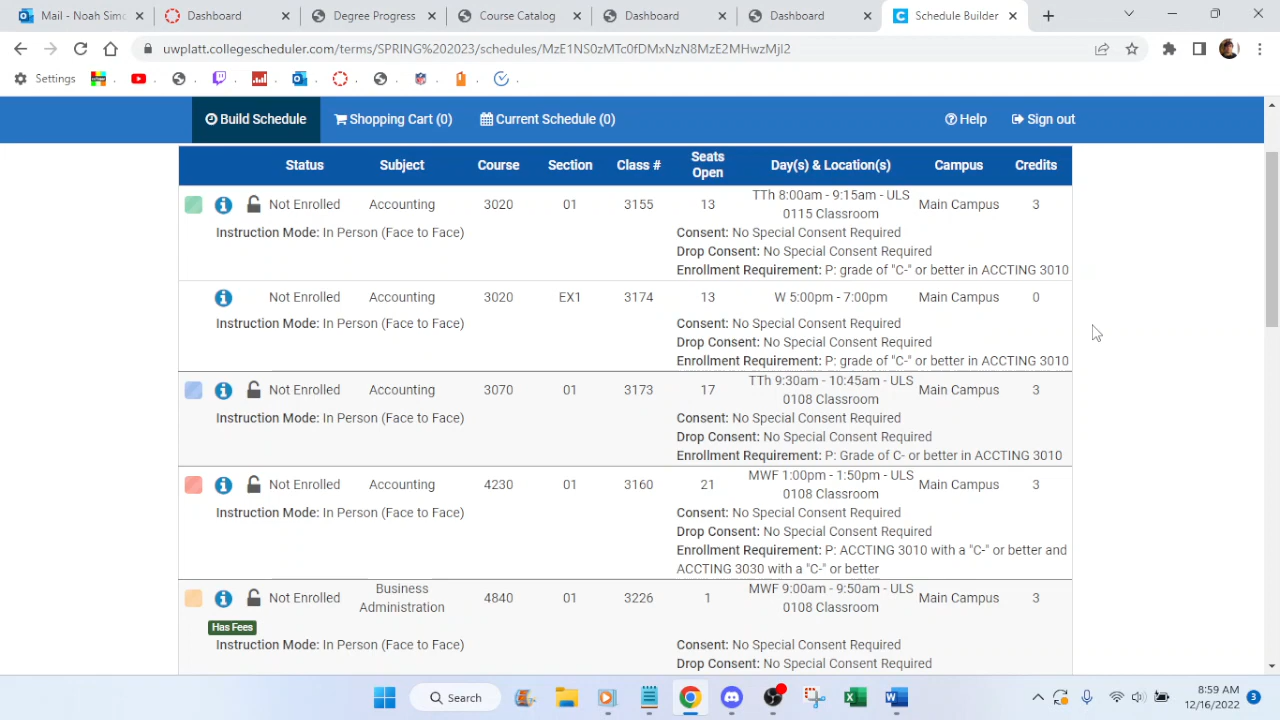 Mail - Noah Simo
Dashboard
Degree Progress
Course Catalog
Dashboard
Dashboard
Schedule Builder
uwplatt.collegescheduler.com/terms/SPRING%202023/schedules/MzE1NS0zMTc0fDMxNzN8MzE2MHwzMjI2
Settings
Build Schedule
Shopping Cart (0)
Current Schedule (0)
Help
Sign out
Status Subject Course Section Class # Seats Open Day(s) & Location(s) Campus Credits
Not Enrolled Accounting 3020 01 3155 13 TTh 8:00am - 9:15am - ULS 0115 Classroom Main Campus 3
Instruction Mode: In Person (Face to Face)
Consent: No Special Consent Required
Drop Consent: No Special Consent Required
Enrollment Requirement: P: grade of "C-" or better in ACCTING 3010
Not Enrolled Accounting 3020 EX1 3174 13 W 5:00pm - 7:00pm Main Campus 0
Instruction Mode: In Person (Face to Face)
Consent: No Special Consent Required
Drop Consent: No Special Consent Required
Enrollment Requirement: P: grade of "C-" or better in ACCTING 3010
Not Enrolled Accounting 3070 01 3173 17 TTh 9:30am - 10:45am - ULS 0108 Classroom Main Campus 3
Instruction Mode: In Person (Face to Face)
Consent: No Special Consent Required
Drop Consent: No Special Consent Required
Enrollment Requirement: P: Grade of C- or better in ACCTING 3010
Not Enrolled Accounting 4230 01 3160 21 MWF 1:00pm - 1:50pm - ULS 0108 Classroom Main Campus 3
Instruction Mode: In Person (Face to Face)
Consent: No Special Consent Required
Drop Consent: No Special Consent Required
Enrollment Requirement: P: ACCTING 3010 with a "C-" or better and
ACCTING 3030 with a "C-" or better
Not Enrolled Business Administration 4840 01 3226 1 MWF 9:00am - 9:50am - ULS 0108 Classroom Main Campus 3
Has Fees
Instruction Mode: In Person (Face to Face)
Consent: No Special Consent Required
Drop Consent: No Special Consent Required
Search
8:59 AM
12/16/2022
3